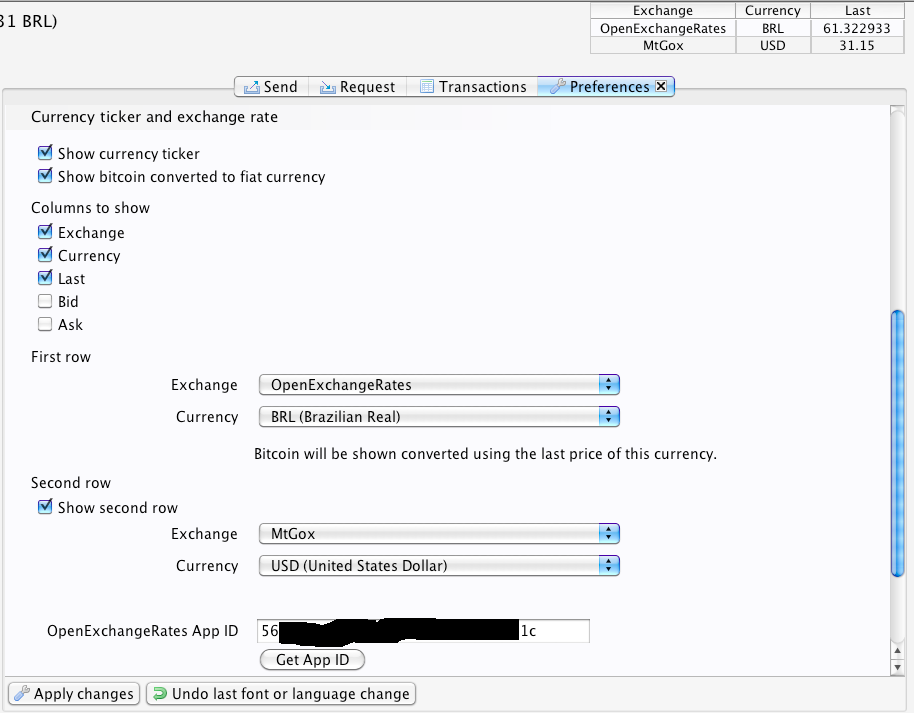 31 BRL)
Exchange Currency Last
OpenExchangeRates BRL 61.322933
MtGox USD 31.15
Send Request Transactions Preferences
Currency ticker and exchange rate
Show currency ticker
Show bitcoin converted to fiat currency
Columns to show
Exchange
Currency
Last
Bid
Ask
First row
Exchange OpenExchangeRates
Currency BRL (Brazilian Real)
Bitcoin will be shown converted using the last price of this currency.
Second row
Show second row
Exchange MtGox
Currency USD (United States Dollar)
OpenExchangeRates App ID 56 1c
Get App ID
Apply changes Undo last font or language change